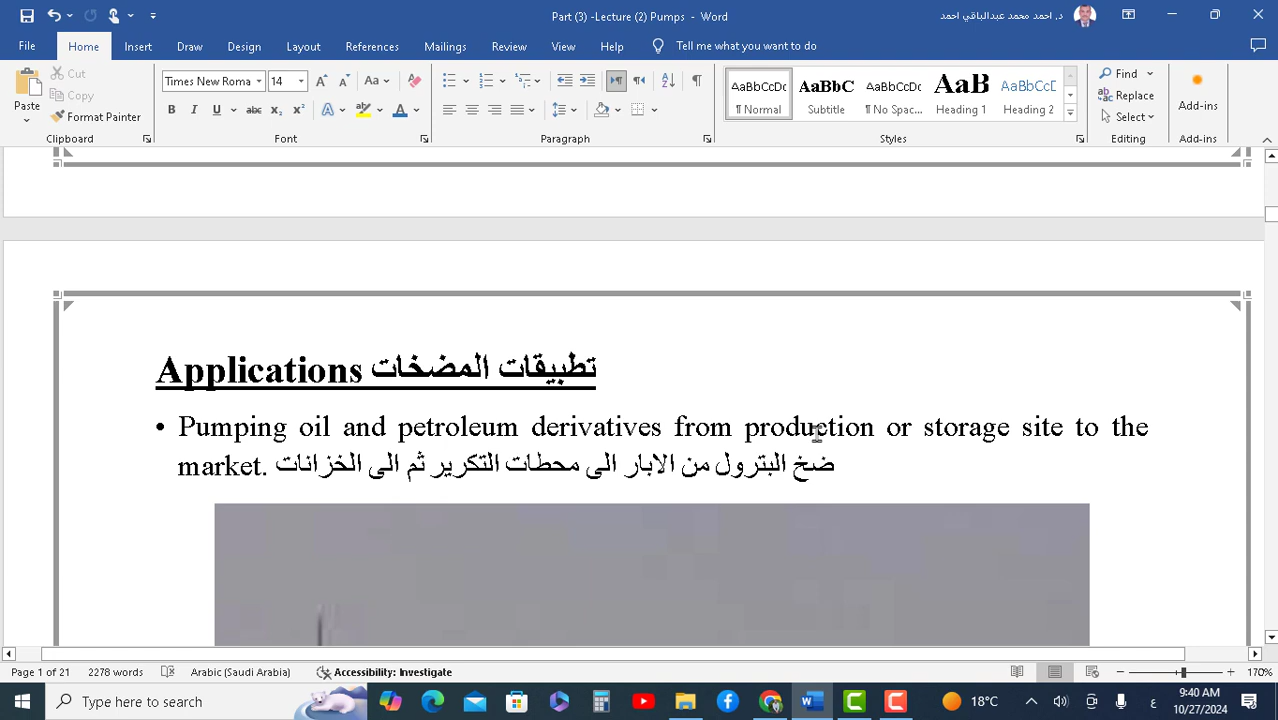 Part (3) -Lecture (2) Pumps - Word
د. احمد محمد عبدالباقي احمد
File Home Insert Draw Design Layout References Mailings Review View Help Tell me what you want to do
Paste
Cut
Copy
Format Painter
Clipboard
Times New Roma 14
Font
Paragraph
AaBbCcDc AaBbC AaBbCcDc AaB AaBbCcDc
¶ Normal Subtitle ¶ No Spac... Heading 1 Heading 2
Styles
Find
Replace
Select
Editing
Add-ins
Add-ins
Applications تطبيقات المضخات
• Pumping oil and petroleum derivatives from production or storage site to the
market. ضخ البترول من الابار الى محطات التكرير ثم الى الخزانات
Page 1 of 21 2278 words Arabic (Saudi Arabia) Accessibility: Investigate 170%
Type here to search
18°C
ع
9:40 AM
10/27/2024